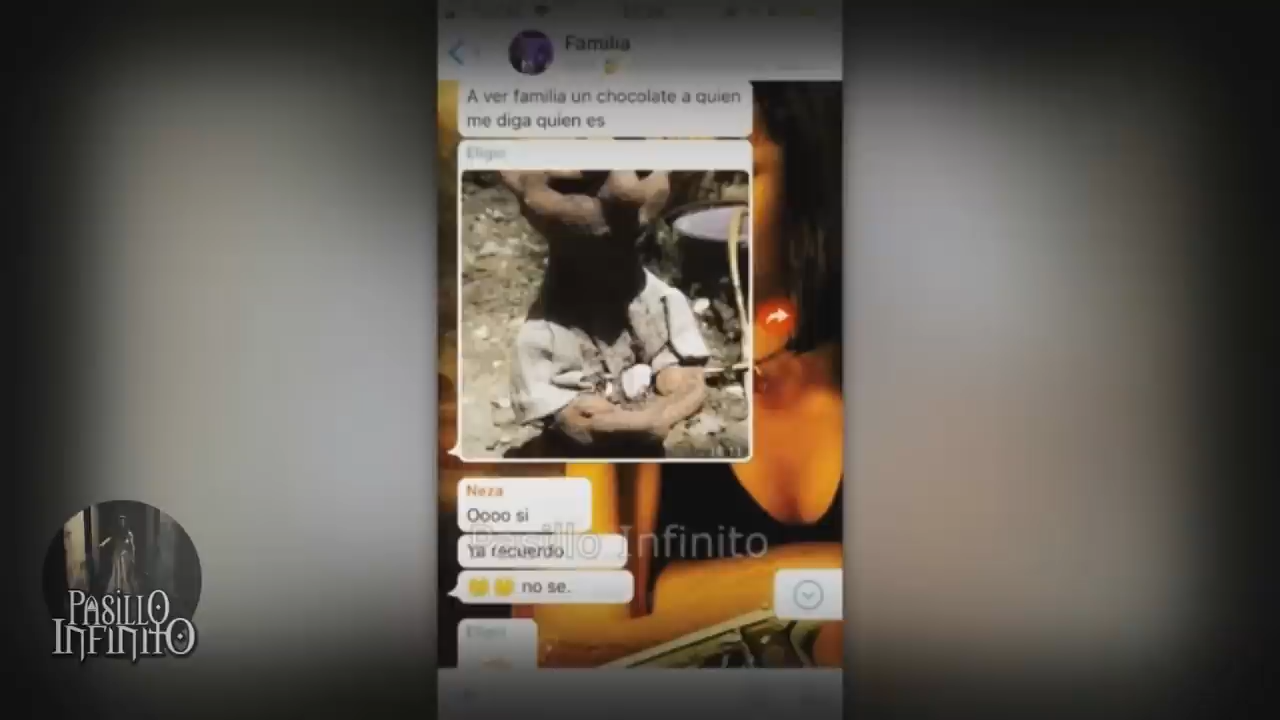 Familia
A ver familia un chocolate a quien
me diga quien es
Eligio
Neza
Oooo si
Ya recuerdo
no se.
Pasillo Infinito
PASILLO
INFINITO